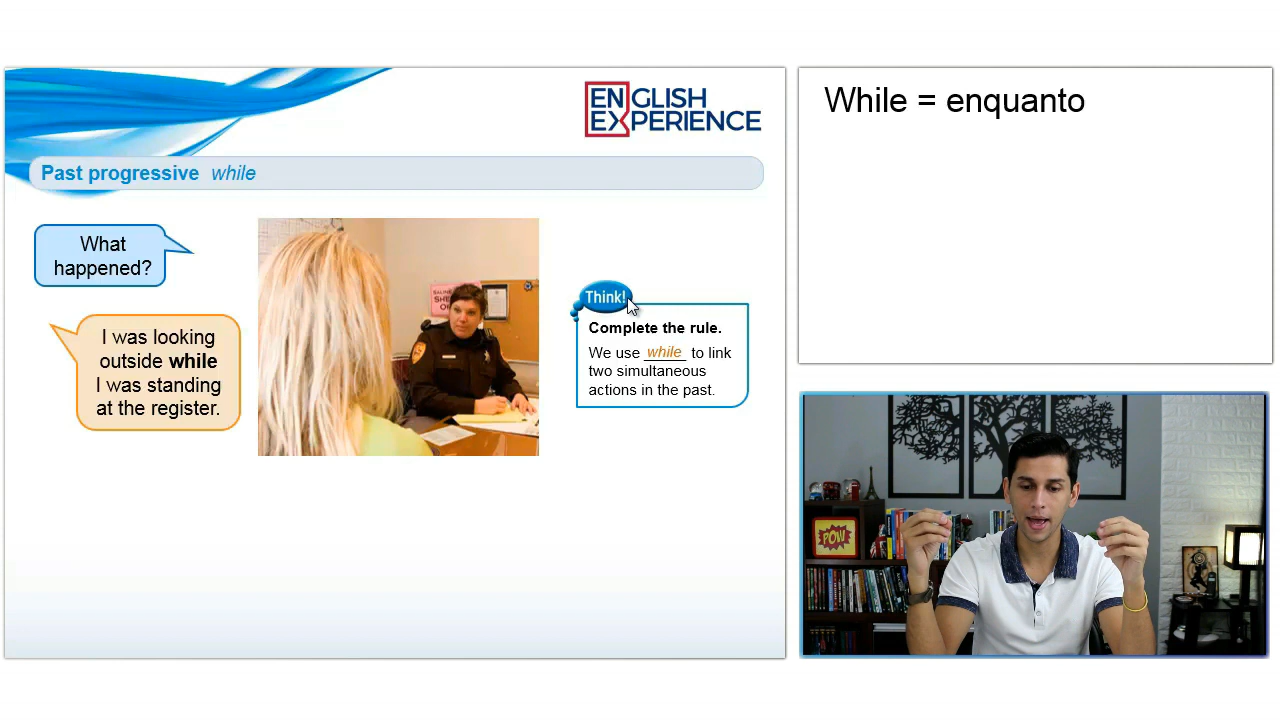 ENGLISH
EXPERIENCE
Past progressive while
What
happened?
I was looking
outside while
I was standing
at the register.
Think!
Complete the rule.
We use while to link
two simultaneous
actions in the past.
While = enquanto
POW